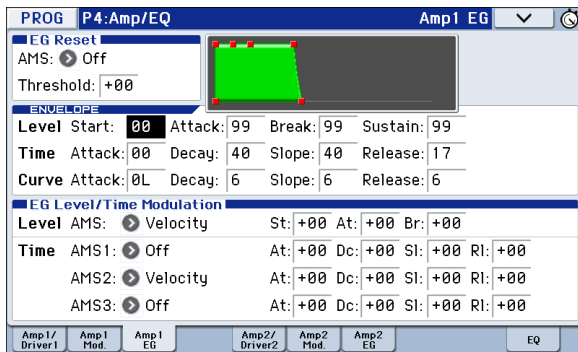 PROG P4:Amp/EQ Amp1 EG
EG Reset
AMS: Off
Threshold: +00
ENVELOPE
Level Start: 00 Attack: 99 Break: 99 Sustain: 99
Time Attack: 00 Decay: 40 Slope: 40 Release: 17
Curve Attack: 0L Decay: 6 Slope: 6 Release: 6
EG Level/Time Modulation
Level AMS: Velocity St: +00 At: +00 Br: +00
Time AMS1: Off At: +00 Dc: +00 Sl: +00 Rl: +00
AMS2: Velocity At: +00 Dc: +00 Sl: +00 Rl: +00
AMS3: Off At: +00 Dc: +00 Sl: +00 Rl: +00
Amp1/ Driver1
Amp1 Mod.
Amp1 EG
Amp2/ Driver2
Amp2 Mod.
Amp2 EG
EQ